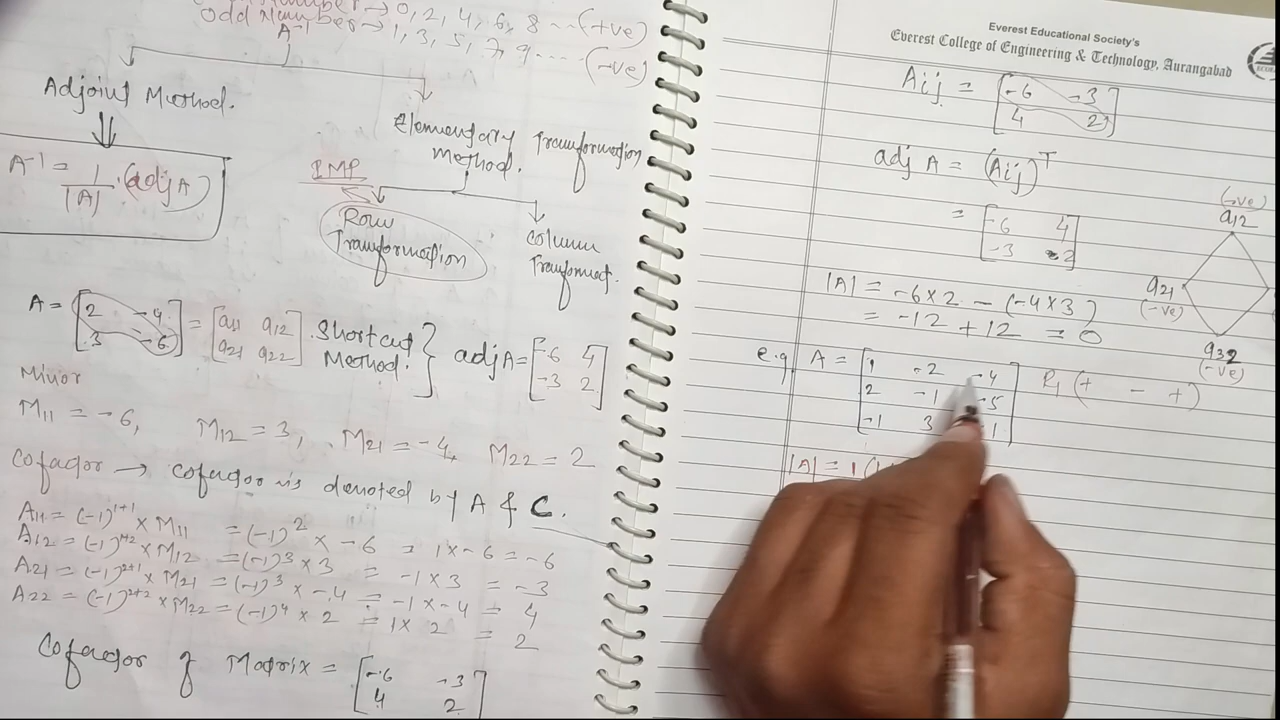 → 0, 2, 4, 6, 8 --- (+ve)
Odd Number → 1, 3, 5, 7, 9 --- (-ve)
A⁻¹
Adjoint Method.
Elementary Transformation
Method.
A⁻¹ = 1/|A| · (adj A)
IMP
Row
Transformation
Column
Transformat.
A = [2 -4
3 -6] = [a11 a12
a21 a22] . Shortcut
Method. } adj A = [-6 4
-3 2]
Minor
M11 = -6, M12 = 3, M21 = -4, M22 = 2
Cofactor → cofactor is denoted by A & C.
A11 = (-1)^1+1 × M11 = (-1)^2 × -6 = 1 × -6 = -6
A12 = (-1)^1+2 × M12 = (-1)^3 × 3 = -1 × 3 = -3
A21 = (-1)^2+1 × M21 = (-1)^3 × -4 = -1 × -4 = 4
A22 = (-1)^2+2 × M22 = (-1)^4 × 2 = 1 × 2 = 2
Cofactor of Matrix = [-6 -3
4 2]
Everest Educational Society's
Everest College of Engineering & Technology, Aurangabad
Aij = [-6 -3
4 2]
adj A = (Aij)^T
= [-6 4
-3 2]
(-ve)
a12
a21
(-ve)
a32
(-ve)
|A| = -6×2 - (-4×3)
= -12 + 12 = 0
e.g. A = [1 -2 -4
2 -1 -5
-1 3 1] R1 (+ - +)
|A| = 1 (